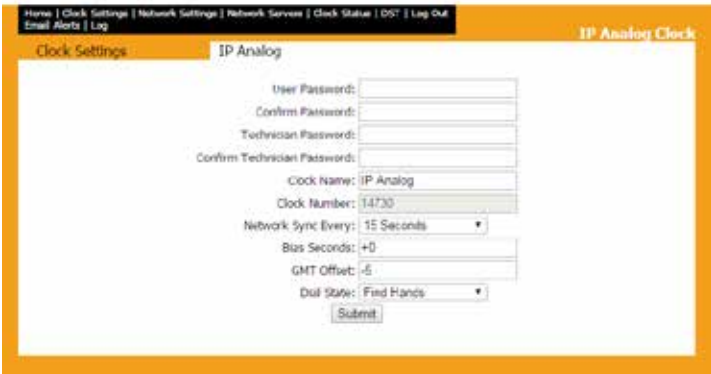 Home | Clock Settings | Network Settings | Network Servers | Clock Status | DST | Log Out
Email Alerts | Log
IP Analog Clock
Clock Settings
IP Analog
User Password:
Confirm Password:
Technician Password:
Confirm Technician Password:
Clock Name: IP Analog
Clock Number: 14730
Network Sync Every: 15 Seconds
Bias Seconds: +0
GMT Offset: -5
Dial State: Find Hands
Submit